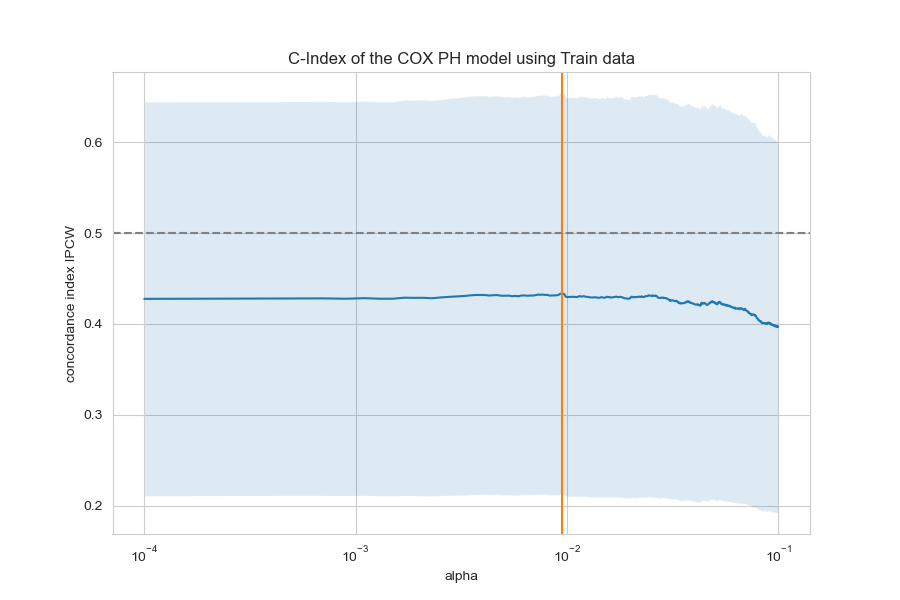 C-Index of the COX PH model using Train data
concordance index IPCW
0.6
0.5
0.4
0.3
0.2
10⁻⁴ 10⁻³ 10⁻² 10⁻¹
alpha